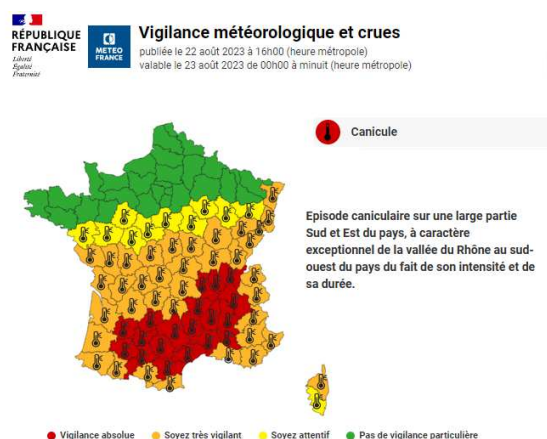 Vigilance météorologique et crues
RÉPUBLIQUE
FRANÇAISE
Liberté
Égalité
Fraternité
METEO
FRANCE
publiée le 22 août 2023 à 16h00 (heure métropole)
valable le 23 août 2023 de 00h00 à minuit (heure métropole)
Canicule
Episode caniculaire sur une large partie
Sud et Est du pays, à caractère
exceptionnel de la vallée du Rhône au sud-
ouest du pays du fait de son intensité et de
sa durée.
Vigilance absolue
Soyez très vigilant
Soyez attentif
Pas de vigilance particulière